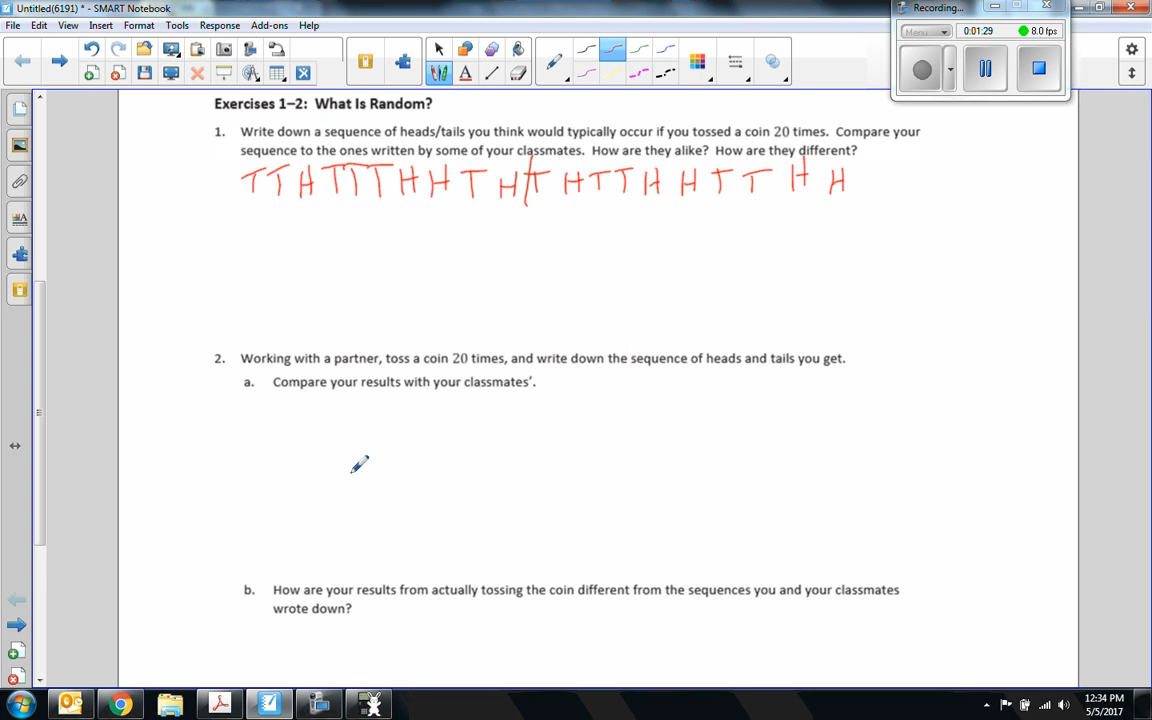 Untitled(6191) * - SMART Notebook
Recording...
File Edit View Insert Format Tools Response Add-ons Help
Menu
0:01:29
8.0 fps
Exercises 1–2: What Is Random?
1. Write down a sequence of heads/tails you think would typically occur if you tossed a coin 20 times. Compare your
sequence to the ones written by some of your classmates. How are they alike? How are they different?
T T H T T T H H T H T H T T H H T T H H
2. Working with a partner, toss a coin 20 times, and write down the sequence of heads and tails you get.
a. Compare your results with your classmates'.
b. How are your results from actually tossing the coin different from the sequences you and your classmates
wrote down?
12:34 PM
5/5/2017